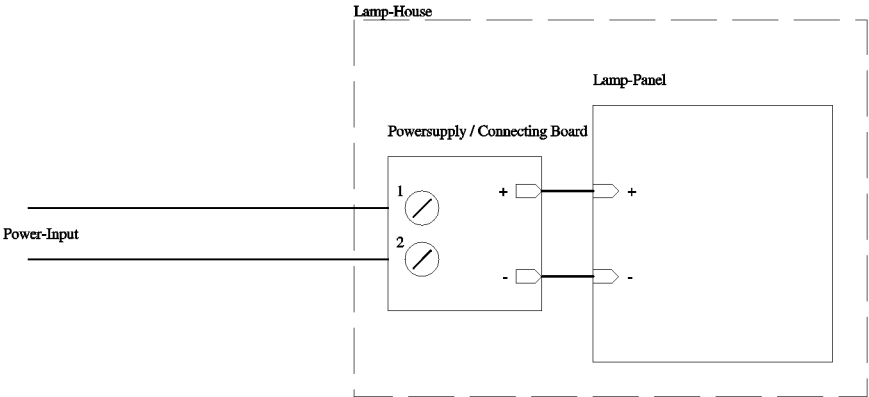 Lamp-House
Lamp-Panel
Powersupply / Connecting Board
1
+ +
Power-Input
2
- -